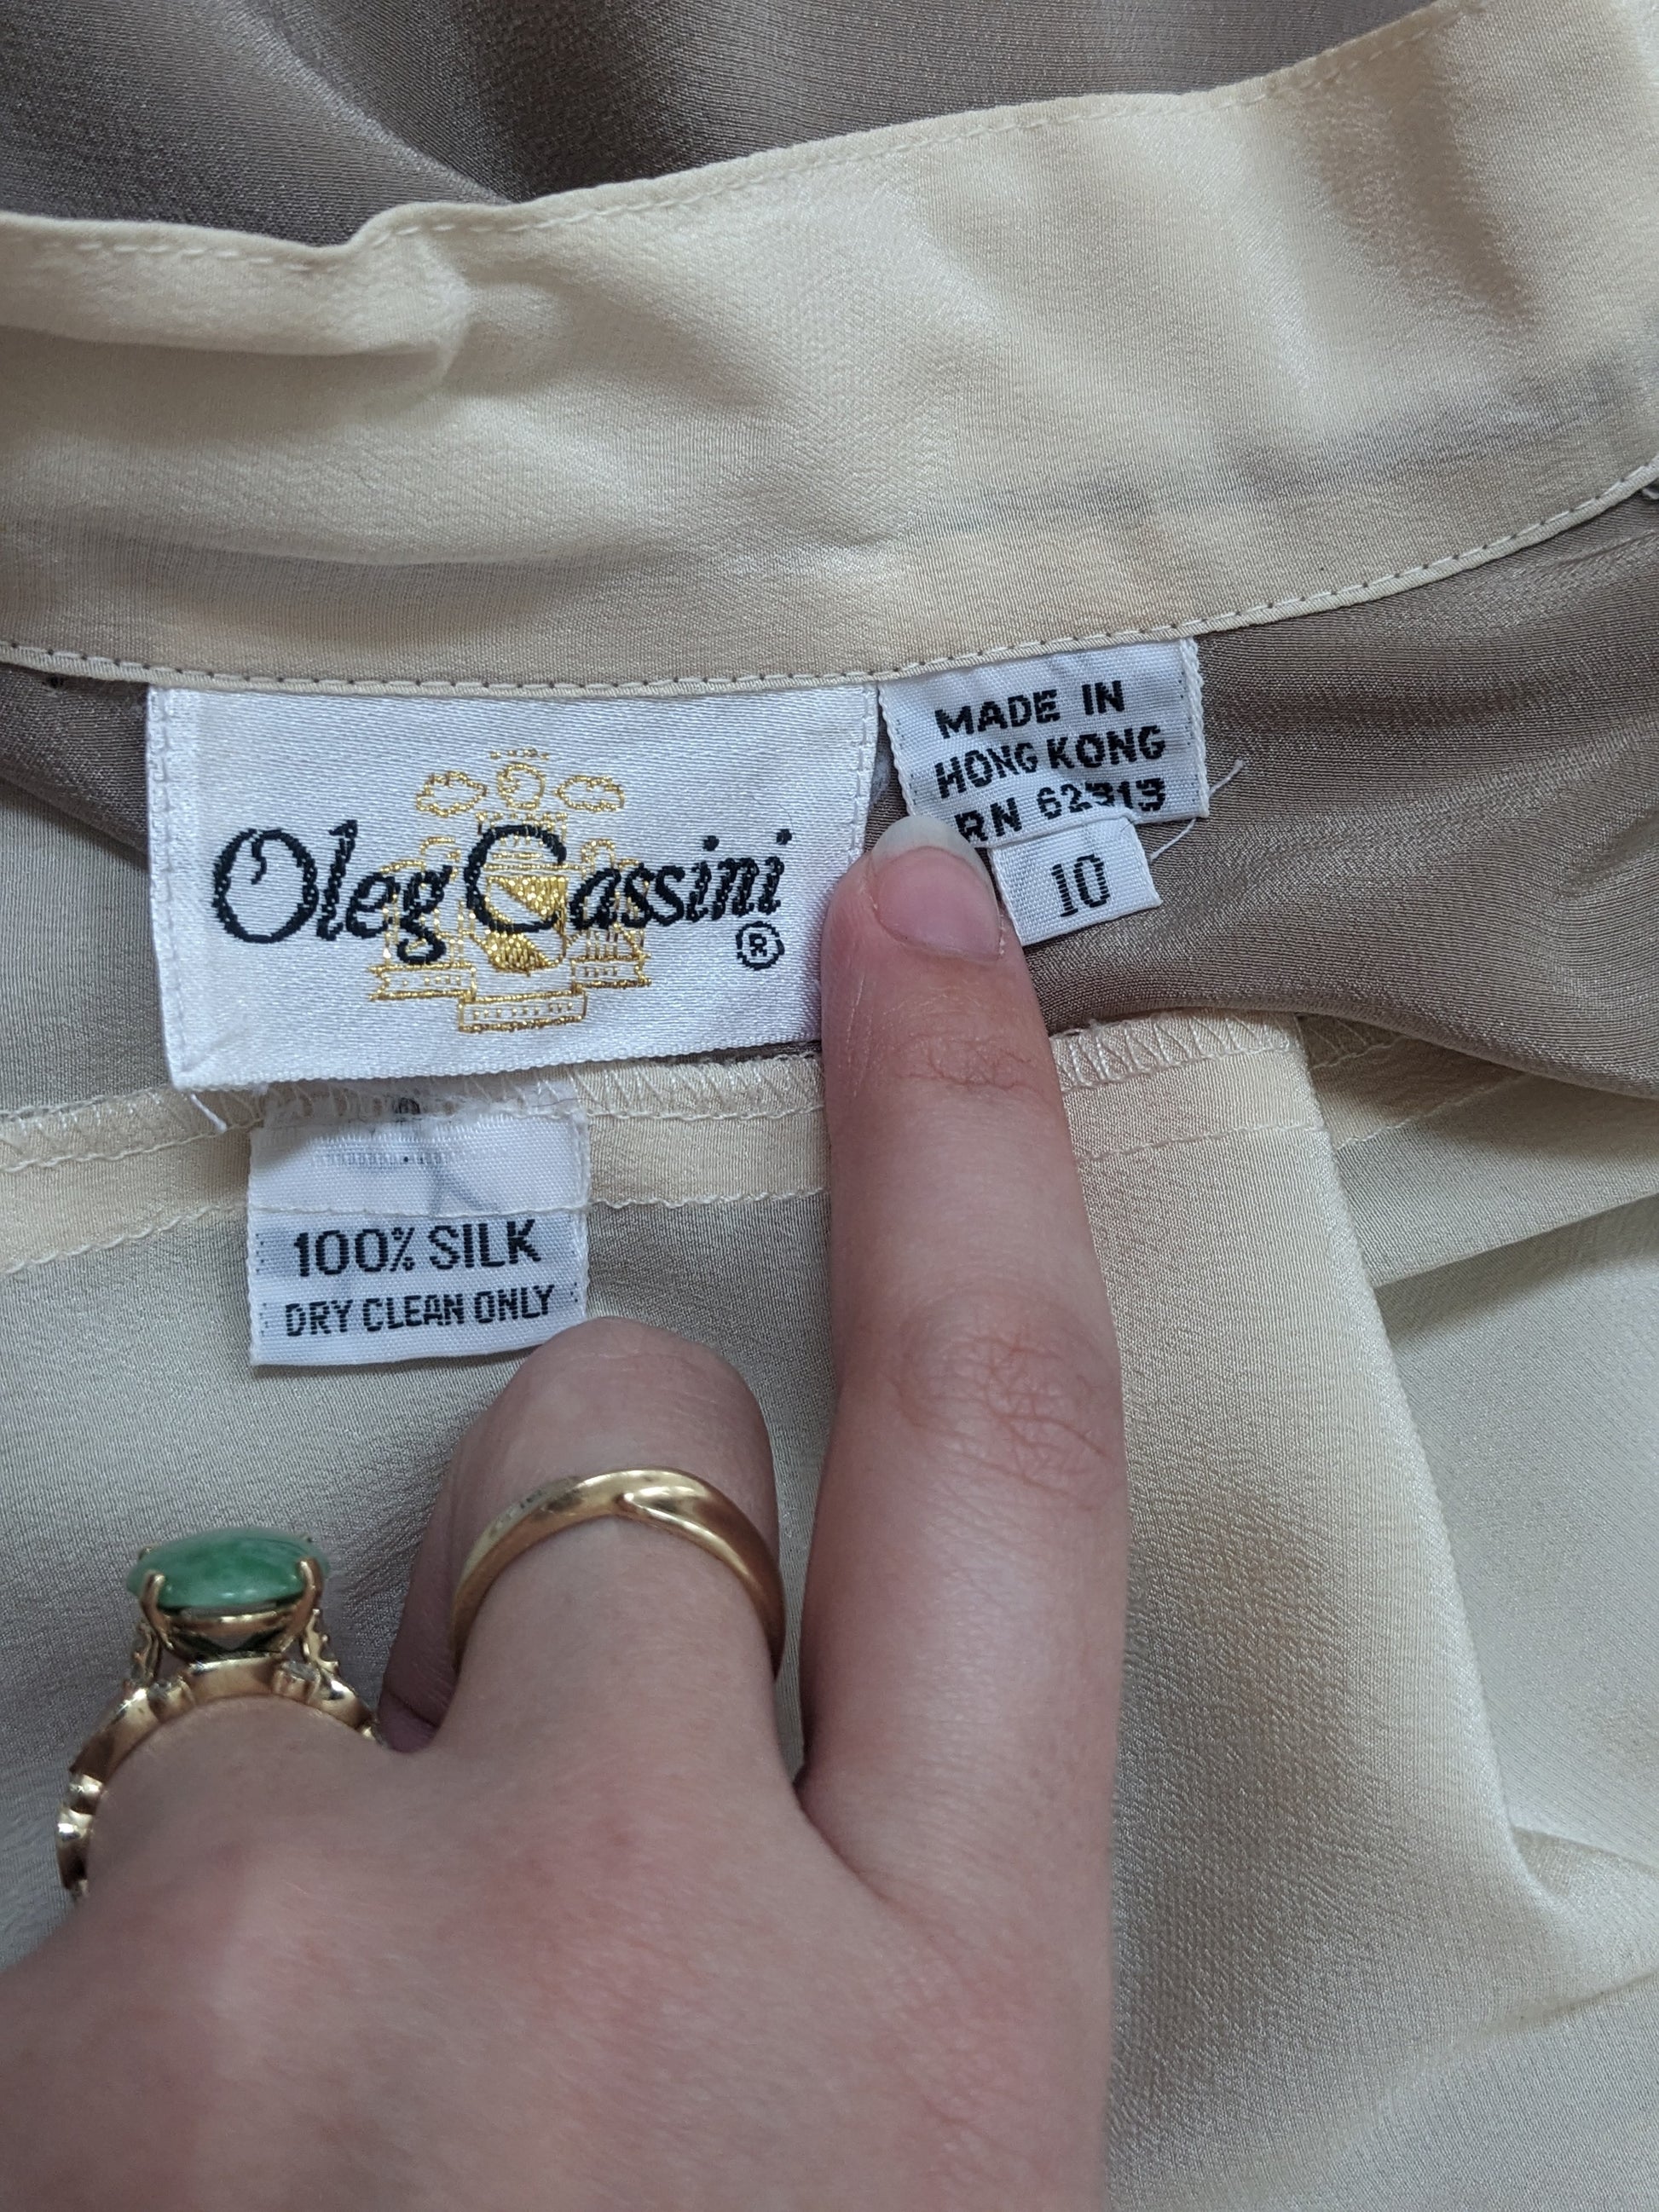 Oleg Cassini
®
MADE IN
HONG KONG
RN 62313
10
100% SILK
DRY CLEAN ONLY